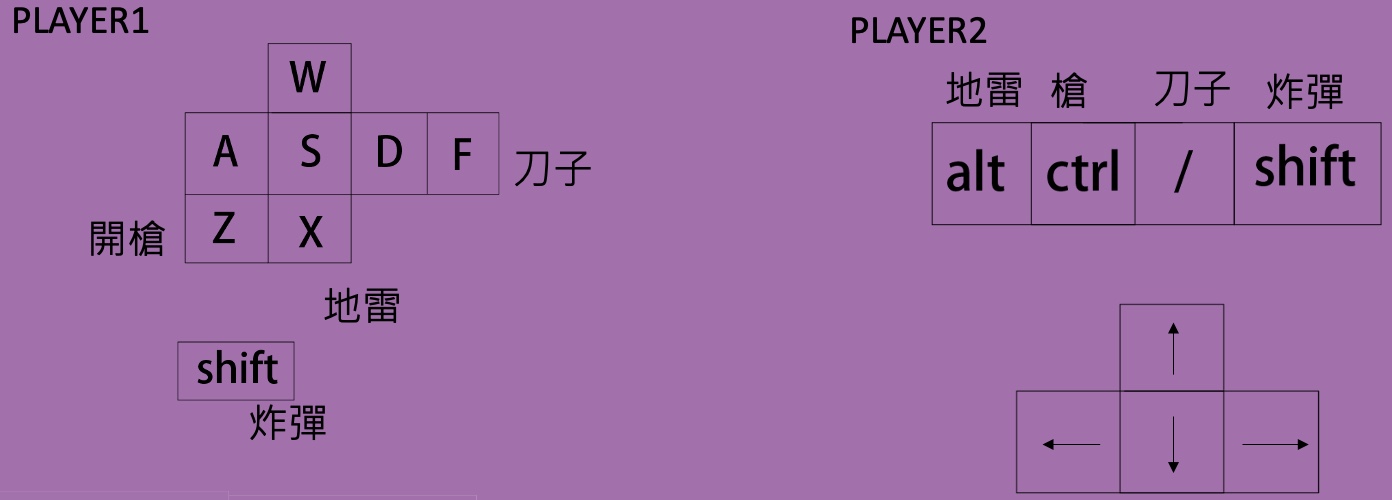 PLAYER1
W
A S D F 刀子
開槍 Z X
地雷
shift
炸彈
PLAYER2
地雷 槍 刀子 炸彈
alt ctrl / shift
↑
← ↓ →